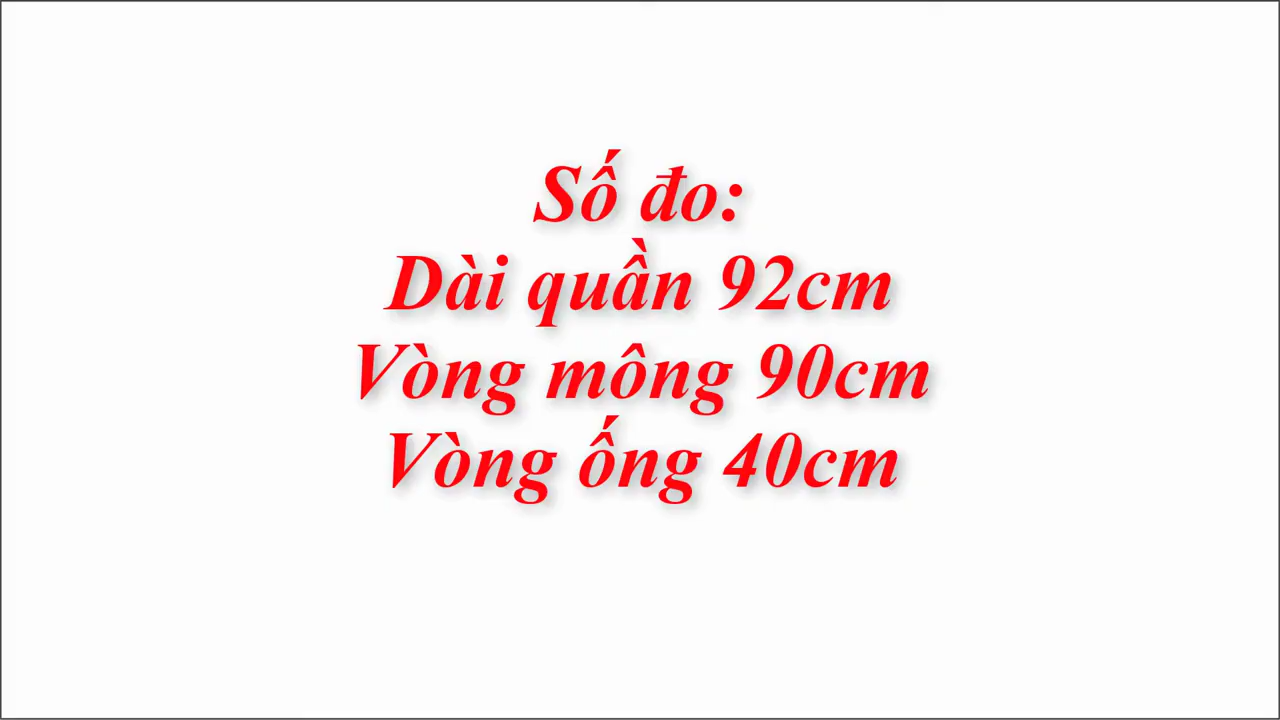 Số đo:
Dài quần 92cm
Vòng mông 90cm
Vòng ống 40cm